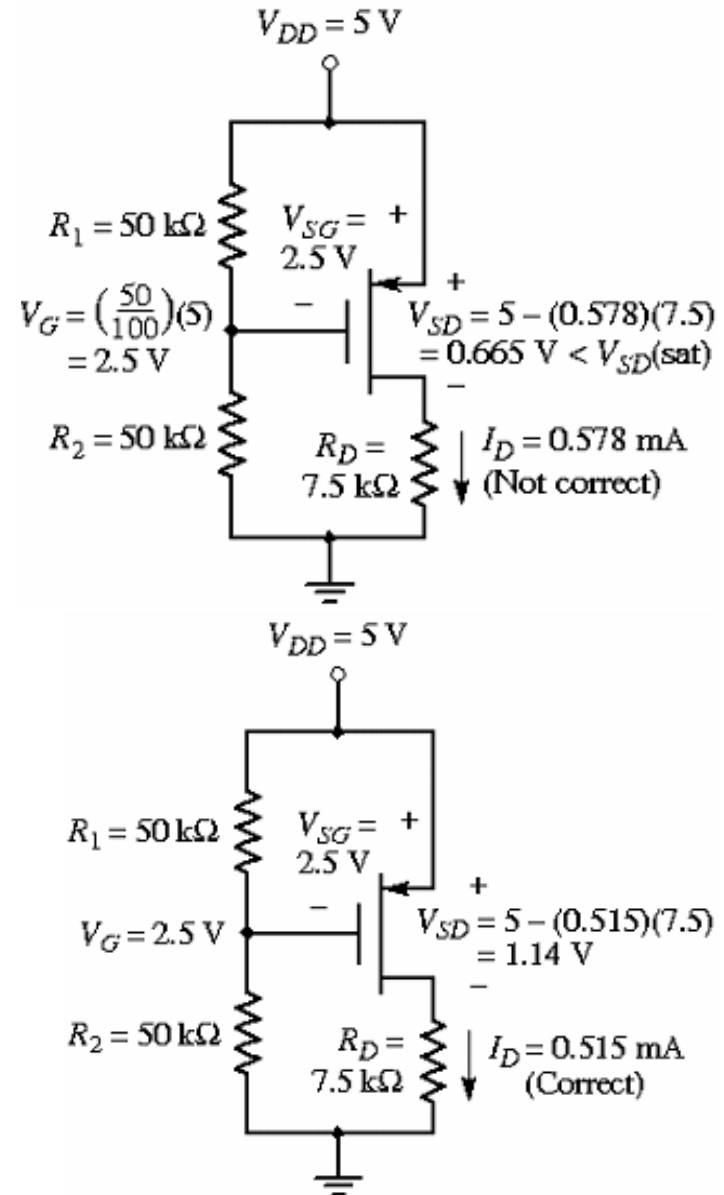 V_DD = 5 V
R_1 = 50 kΩ
V_SG =
2.5 V
+
−
V_G = (50/100)(5)
= 2.5 V
+
V_SD = 5 – (0.578)(7.5)
= 0.665 V < V_SD(sat)
−
R_2 = 50 kΩ
R_D =
7.5 kΩ
I_D = 0.578 mA
(Not correct)
V_DD = 5 V
R_1 = 50 kΩ
V_SG =
2.5 V
+
−
V_G = 2.5 V
+
V_SD = 5 – (0.515)(7.5)
= 1.14 V
−
R_2 = 50 kΩ
R_D =
7.5 kΩ
I_D = 0.515 mA
(Correct)